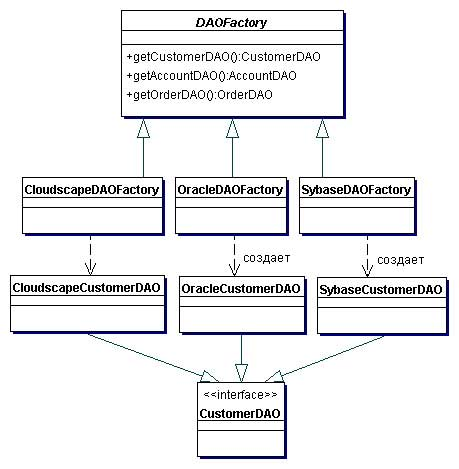 DAOFactory
+getCustomerDAO():CustomerDAO
+getAccountDAO():AccountDAO
+getOrderDAO():OrderDAO
CloudscapeDAOFactory
OracleDAOFactory
SybaseDAOFactory
создает
создает
CloudscapeCustomerDAO
OracleCustomerDAO
SybaseCustomerDAO
<<interface>>
CustomerDAO